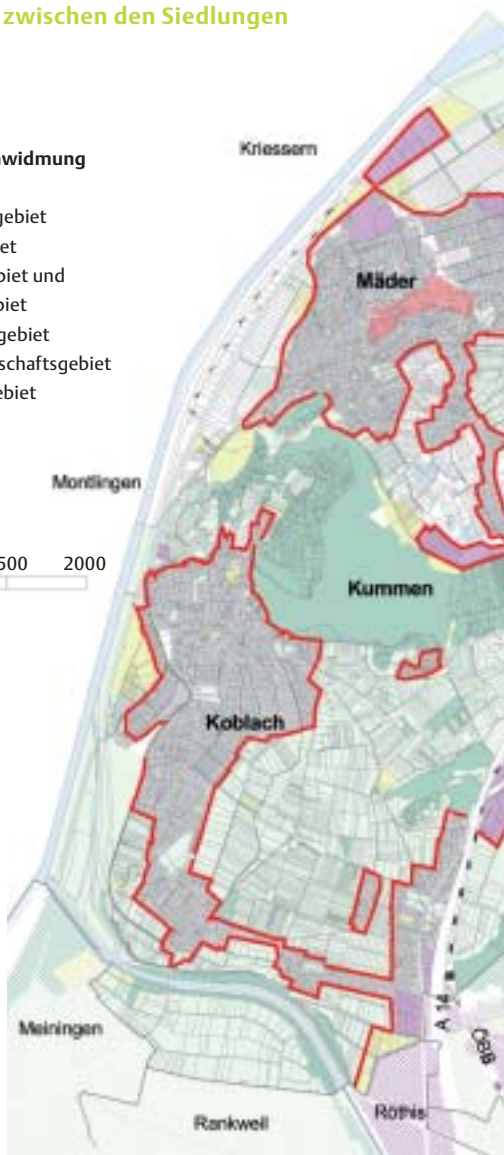 zwischen den Siedlungen
nwidmung
gebiet
et
biet und
biet
gebiet
schaftsgebiet
ebiet
500 2000
Kriessern
Mäder
Montlingen
Kummen
Koblach
Meiningen
A 14
ÖBB
Röthis
Rankweil